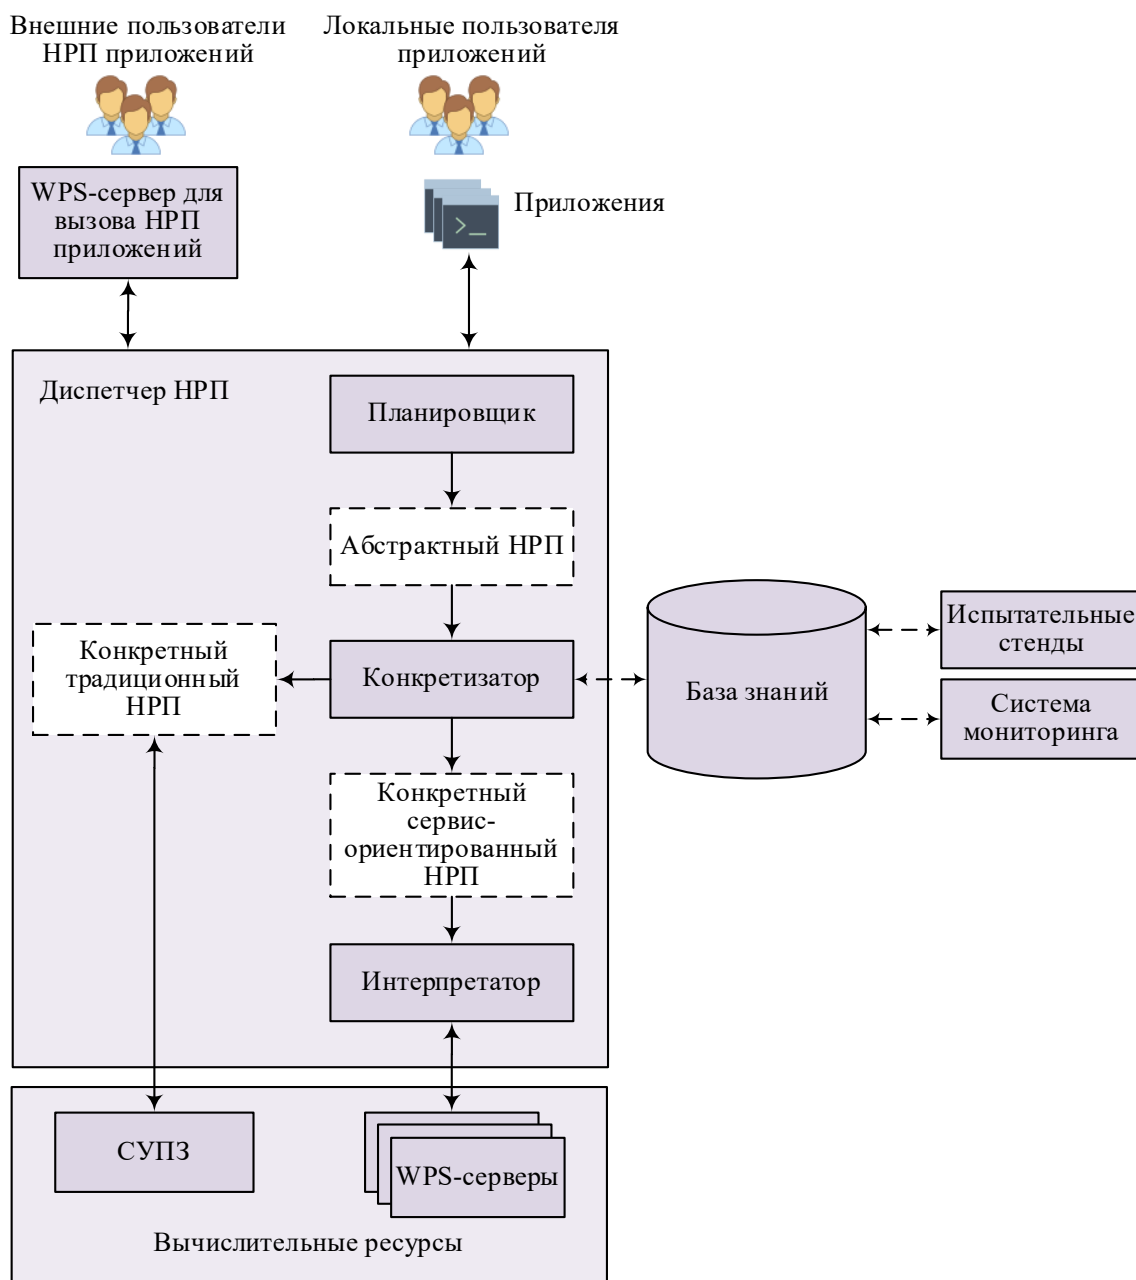 Внешние пользователи
НРП приложений
Локальные пользователя
приложений
WPS-сервер для
вызова НРП
приложений
>_
Приложения
Диспетчер НРП
Планировщик
Абстрактный НРП
Конкретный
традиционный
НРП
Конкретизатор
База знаний
Испытательные
стенды
Система
мониторинга
Конкретный
сервис-
ориентированный
НРП
Интерпретатор
СУПЗ
WPS-серверы
Вычислительные ресурсы